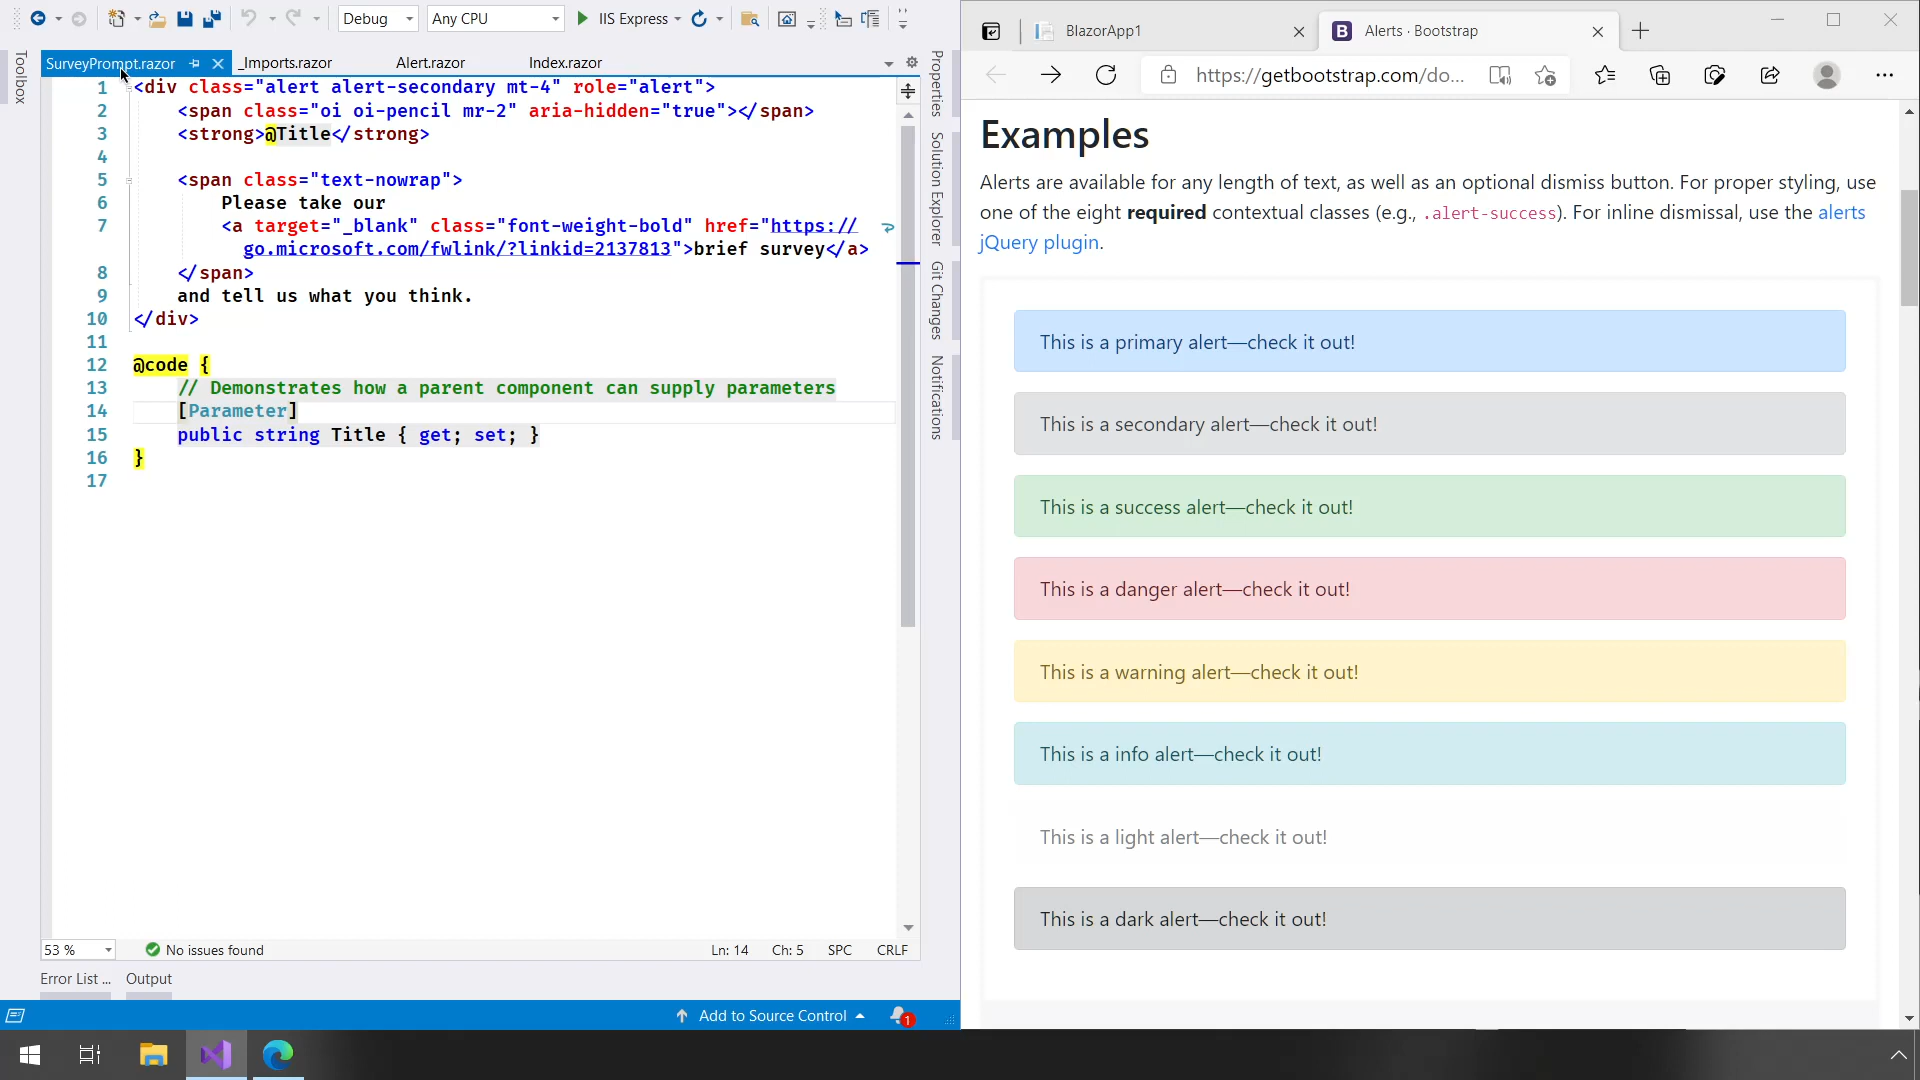 Debug
Any CPU
IIS Express
Toolbox
SurveyPrompt.razor
_Imports.razor
Alert.razor
Index.razor
1 <div class="alert alert-secondary mt-4" role="alert">
2 <span class="oi oi-pencil mr-2" aria-hidden="true"></span>
3 <strong>@Title</strong>
4
5 <span class="text-nowrap">
6 Please take our
7 <a target="_blank" class="font-weight-bold" href="https://
go.microsoft.com/fwlink/?linkid=2137813">brief survey</a>
8 </span>
9 and tell us what you think.
10 </div>
11
12 @code {
13 // Demonstrates how a parent component can supply parameters
14 [Parameter]
15 public string Title { get; set; }
16 }
17
Properties
Solution Explorer
Git Changes
Notifications
53 %
No issues found
Ln: 14
Ch: 5
SPC
CRLF
Error List ...
Output
Add to Source Control
1
BlazorApp1
B
Alerts · Bootstrap
https://getbootstrap.com/do...
Examples
Alerts are available for any length of text, as well as an optional dismiss button. For proper styling, use
one of the eight required contextual classes (e.g., .alert-success). For inline dismissal, use the alerts
jQuery plugin.
This is a primary alert—check it out!
This is a secondary alert—check it out!
This is a success alert—check it out!
This is a danger alert—check it out!
This is a warning alert—check it out!
This is a info alert—check it out!
This is a light alert—check it out!
This is a dark alert—check it out!